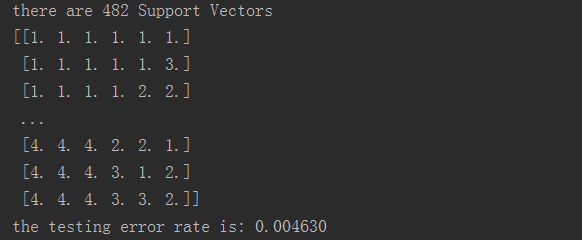 there are 482 Support Vectors
[[1. 1. 1. 1. 1. 1.]
[1. 1. 1. 1. 1. 3.]
[1. 1. 1. 1. 2. 2.]
...
[4. 4. 4. 2. 2. 1.]
[4. 4. 4. 3. 1. 2.]
[4. 4. 4. 3. 3. 2.]]
the testing error rate is: 0.004630